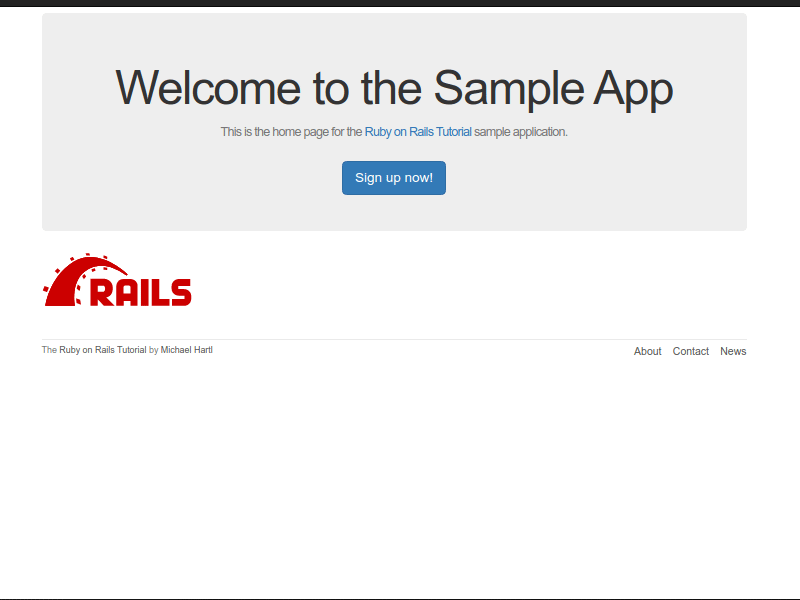 Welcome to the Sample App
This is the home page for the Ruby on Rails Tutorial sample application.
Sign up now!
RAILS
The Ruby on Rails Tutorial by Michael Hartl
About Contact News